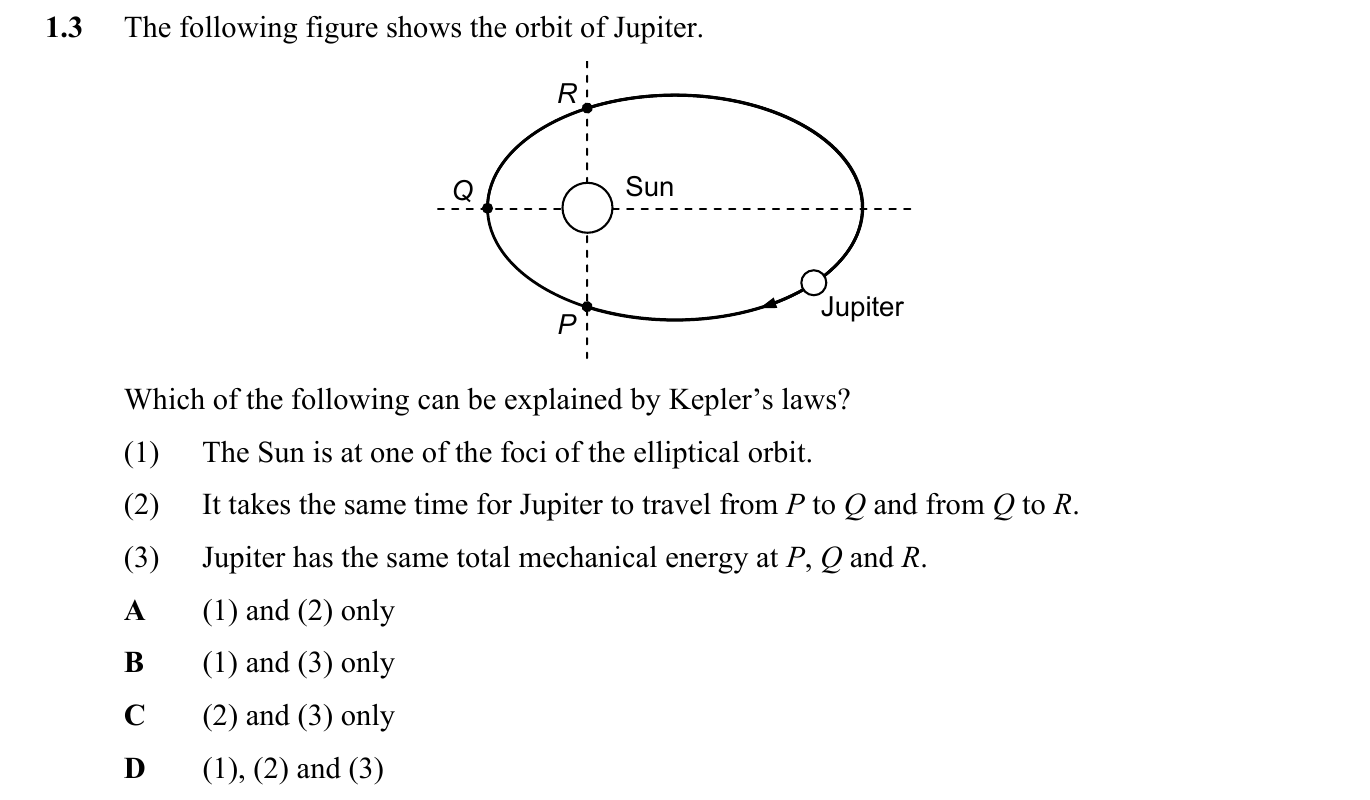 1.3 The following figure shows the orbit of Jupiter.
R
Q
Sun
Jupiter
P
Which of the following can be explained by Kepler’s laws?
(1) The Sun is at one of the foci of the elliptical orbit.
(2) It takes the same time for Jupiter to travel from P to Q and from Q to R.
(3) Jupiter has the same total mechanical energy at P, Q and R.
A (1) and (2) only
B (1) and (3) only
C (2) and (3) only
D (1), (2) and (3)